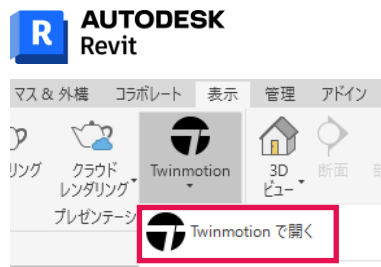 R AUTODESK
Revit
マス & 外構 コラボレート 表示 管理 アドイン
リング クラウド レンダリング Twinmotion 3D ビュー 断面
プレゼンテーシ
Twinmotion で開く